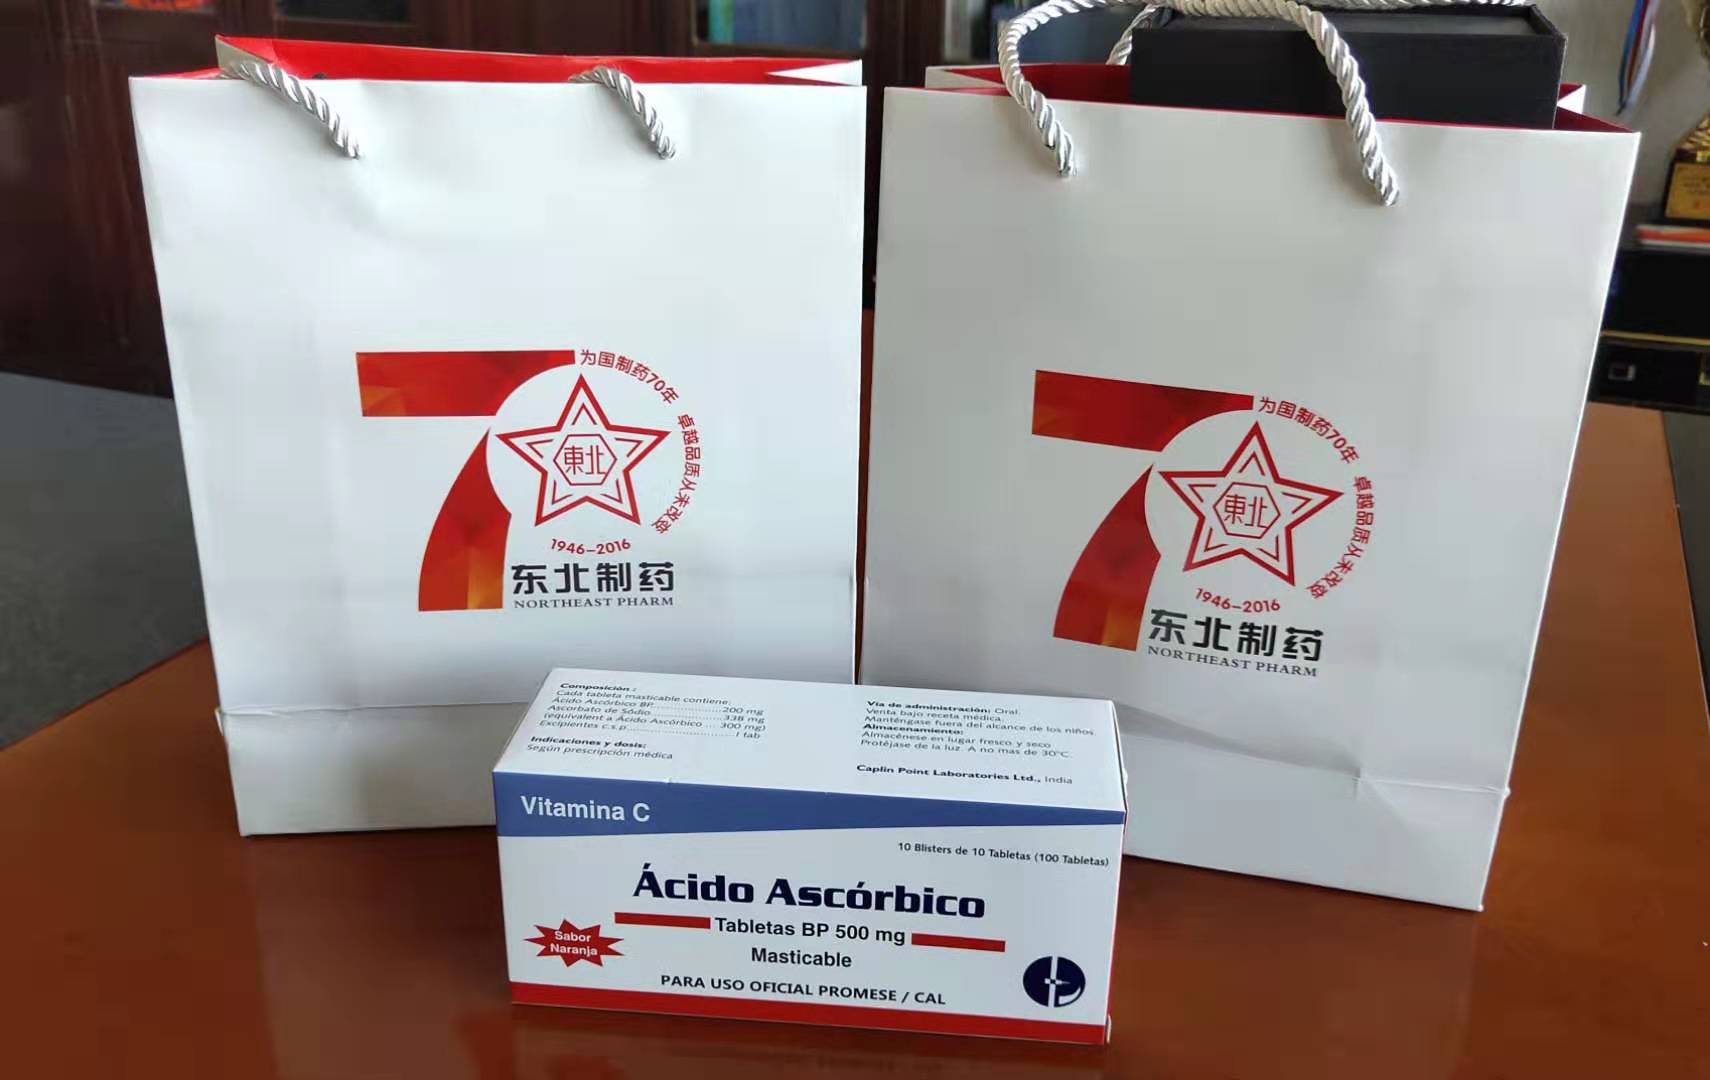 为国制药70年 卓越品质从未改变
東北
1946-2016
东北制药
NORTHEAST PHARM
为国制药70年 卓越品质从未改变
東北
1946-2016
东北制药
NORTHEAST PHARM
Composición :
Cada tableta masticable contiene:
Ácido Ascórbico BP..................200 mg
Ascorbato de Sódio..................338 mg
(equivalent a Ácido Ascórbico ... 300 mg)
Excipientes c.s.p..........................1 tab
Indicaciones y dosis:
Según prescripción médica
Vía de administración: Oral.
Venta bajo receta médica.
Manténgase fuera del alcance de los niños.
Almacenamiento:
Almacénese en lugar fresco y seco
Protéjase de la luz. A no mas de 30°C.
Caplin Point Laboratories Ltd., India
Vitamina C
10 Blisters de 10 Tabletas (100 Tabletas)
Ácido Ascórbico
Tabletas BP 500 mg
Masticable
Sabor
Naranja
PARA USO OFICIAL PROMESE / CAL